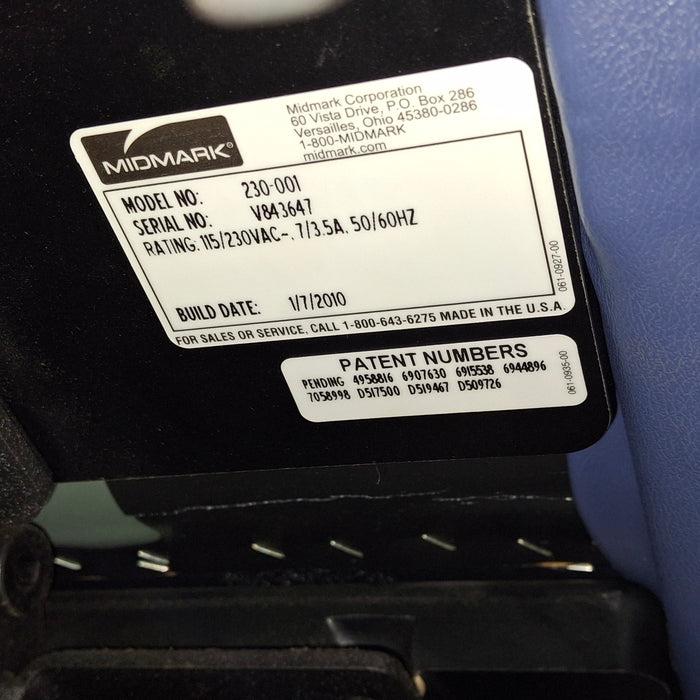 MIDMARK®
Midmark Corporation
60 Vista Drive, P.O. Box 286
Versailles, Ohio 45380-0286
1-800-MIDMARK
midmark.com
MODEL NO: 230-001
SERIAL NO: V843647
RATING: 115/230VAC~, 7/3.5A, 50/60HZ
BUILD DATE: 1/7/2010
061-0927-00
FOR SALES OR SERVICE, CALL 1-800-643-6275 MADE IN THE U.S.A
PATENT NUMBERS
PENDING 4958816 6907630 6915538 6944896
7058998 D517500 D519467 D509726
061-0935-00